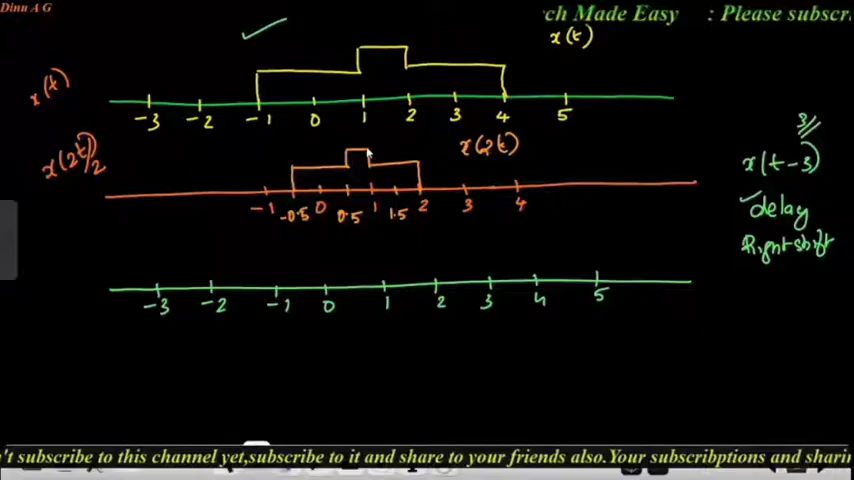 Dinu A G
ch Made Easy : Please subscr
x(t)
x(t)
-3 -2 -1 0 1 2 3 4 5
x(2t)
x(2t)/2
-1 -0.5 0 0.5 1 1.5 2 3 4
3
x(t-3)
delay
Right shift
-3 -2 -1 0 1 2 3 4 5
't subscribe to this channel yet,subscribe to it and share to your friends also.Your subscribptions and sharin